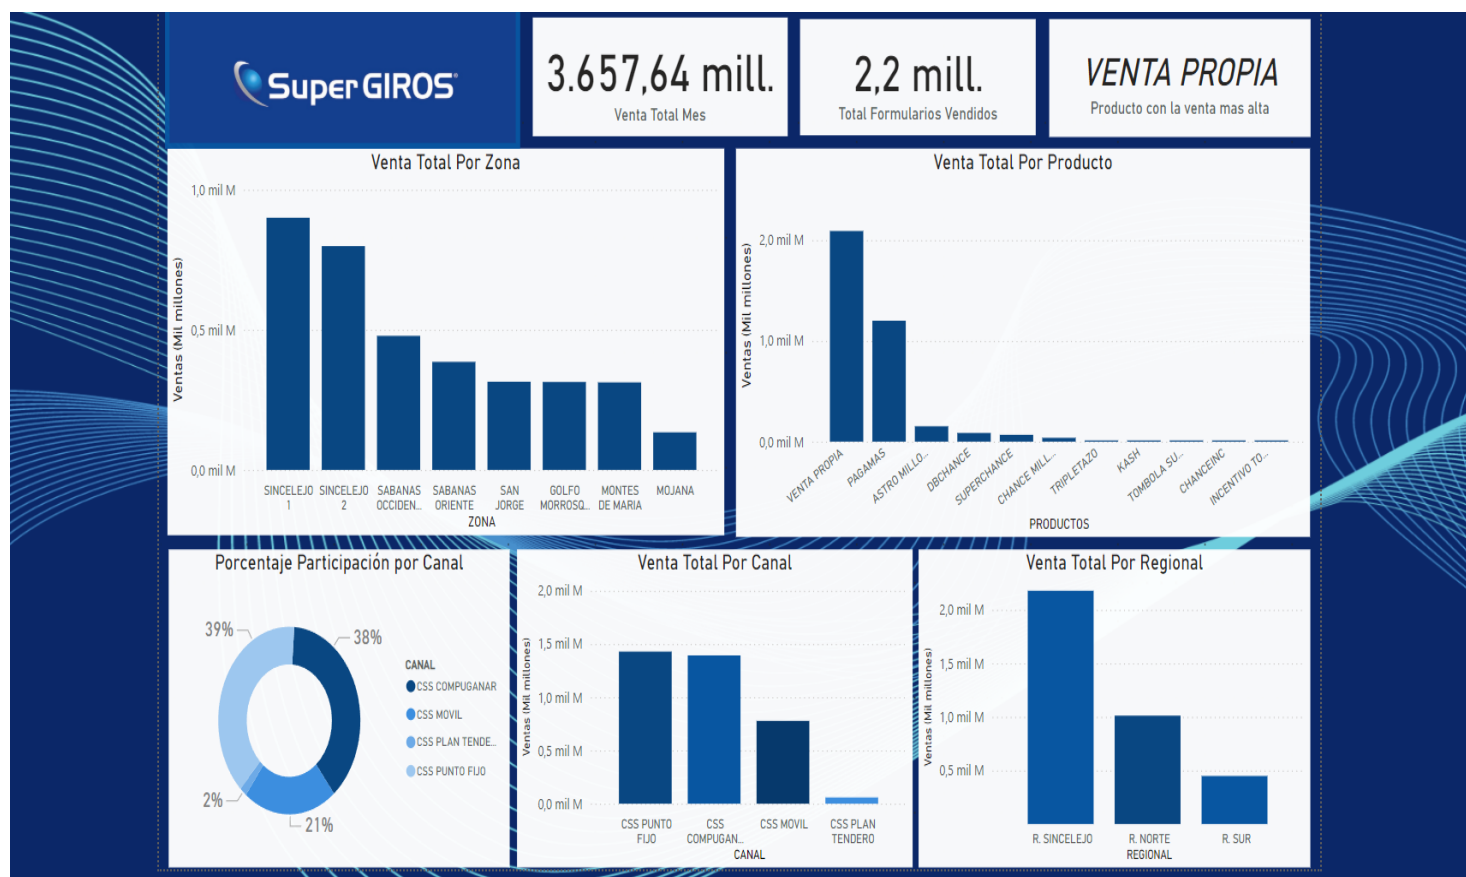 Super GIROS
3.657,64 mill.
Venta Total Mes
2,2 mill.
Total Formularios Vendidos
VENTA PROPIA
Producto con la venta mas alta
Venta Total Por Zona
Ventas (Mil millones)
1,0 mil M
0,5 mil M
0,0 mil M
SINCELEJO 1
SINCELEJO 2
SABANAS OCCIDEN...
SABANAS ORIENTE
SAN JORGE
GOLFO MORROSQ...
MONTES DE MARIA
MOJANA
ZONA
Venta Total Por Producto
Ventas (Mil millones)
2,0 mil M
1,0 mil M
0,0 mil M
VENTA PROPIA
PAGAMAS
ASTRO MILLO...
DBCHANCE
SUPERCHANCE
CHANCE MILL...
TRIPLETAZO
KASH
TOMBOLA SU...
CHANCEINC
INCENTIVO TO...
PRODUCTOS
Porcentaje Participación por Canal
39%
38%
2%
21%
CANAL
CSS COMPUGANAR
CSS MOVIL
CSS PLAN TENDE...
CSS PUNTO FIJO
Venta Total Por Canal
Ventas (Mil millones)
2,0 mil M
1,5 mil M
1,0 mil M
0,5 mil M
0,0 mil M
CSS PUNTO FIJO
CSS COMPUGAN...
CSS MOVIL
CSS PLAN TENDERO
CANAL
Venta Total Por Regional
Ventas (Mil millones)
2,0 mil M
1,5 mil M
1,0 mil M
0,5 mil M
R. SINCELEJO
R. NORTE
R. SUR
REGIONAL